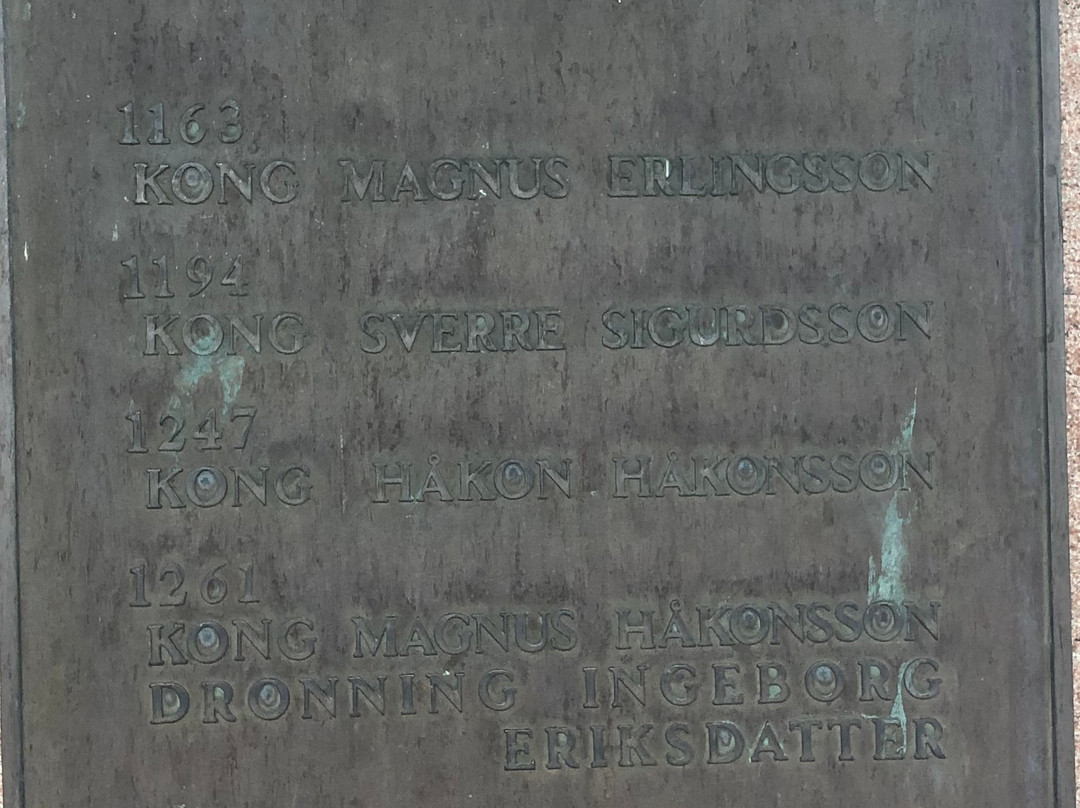 1163
KONG MAGNUS ERLINGSSON
1194
KONG SVERRE SIGURDSSON
1247
KONG HÅKON HÅKONSSON
1261
KONG MAGNUS HÅKONSSON
DRONNING INGEBORG
ERIKSDATTER